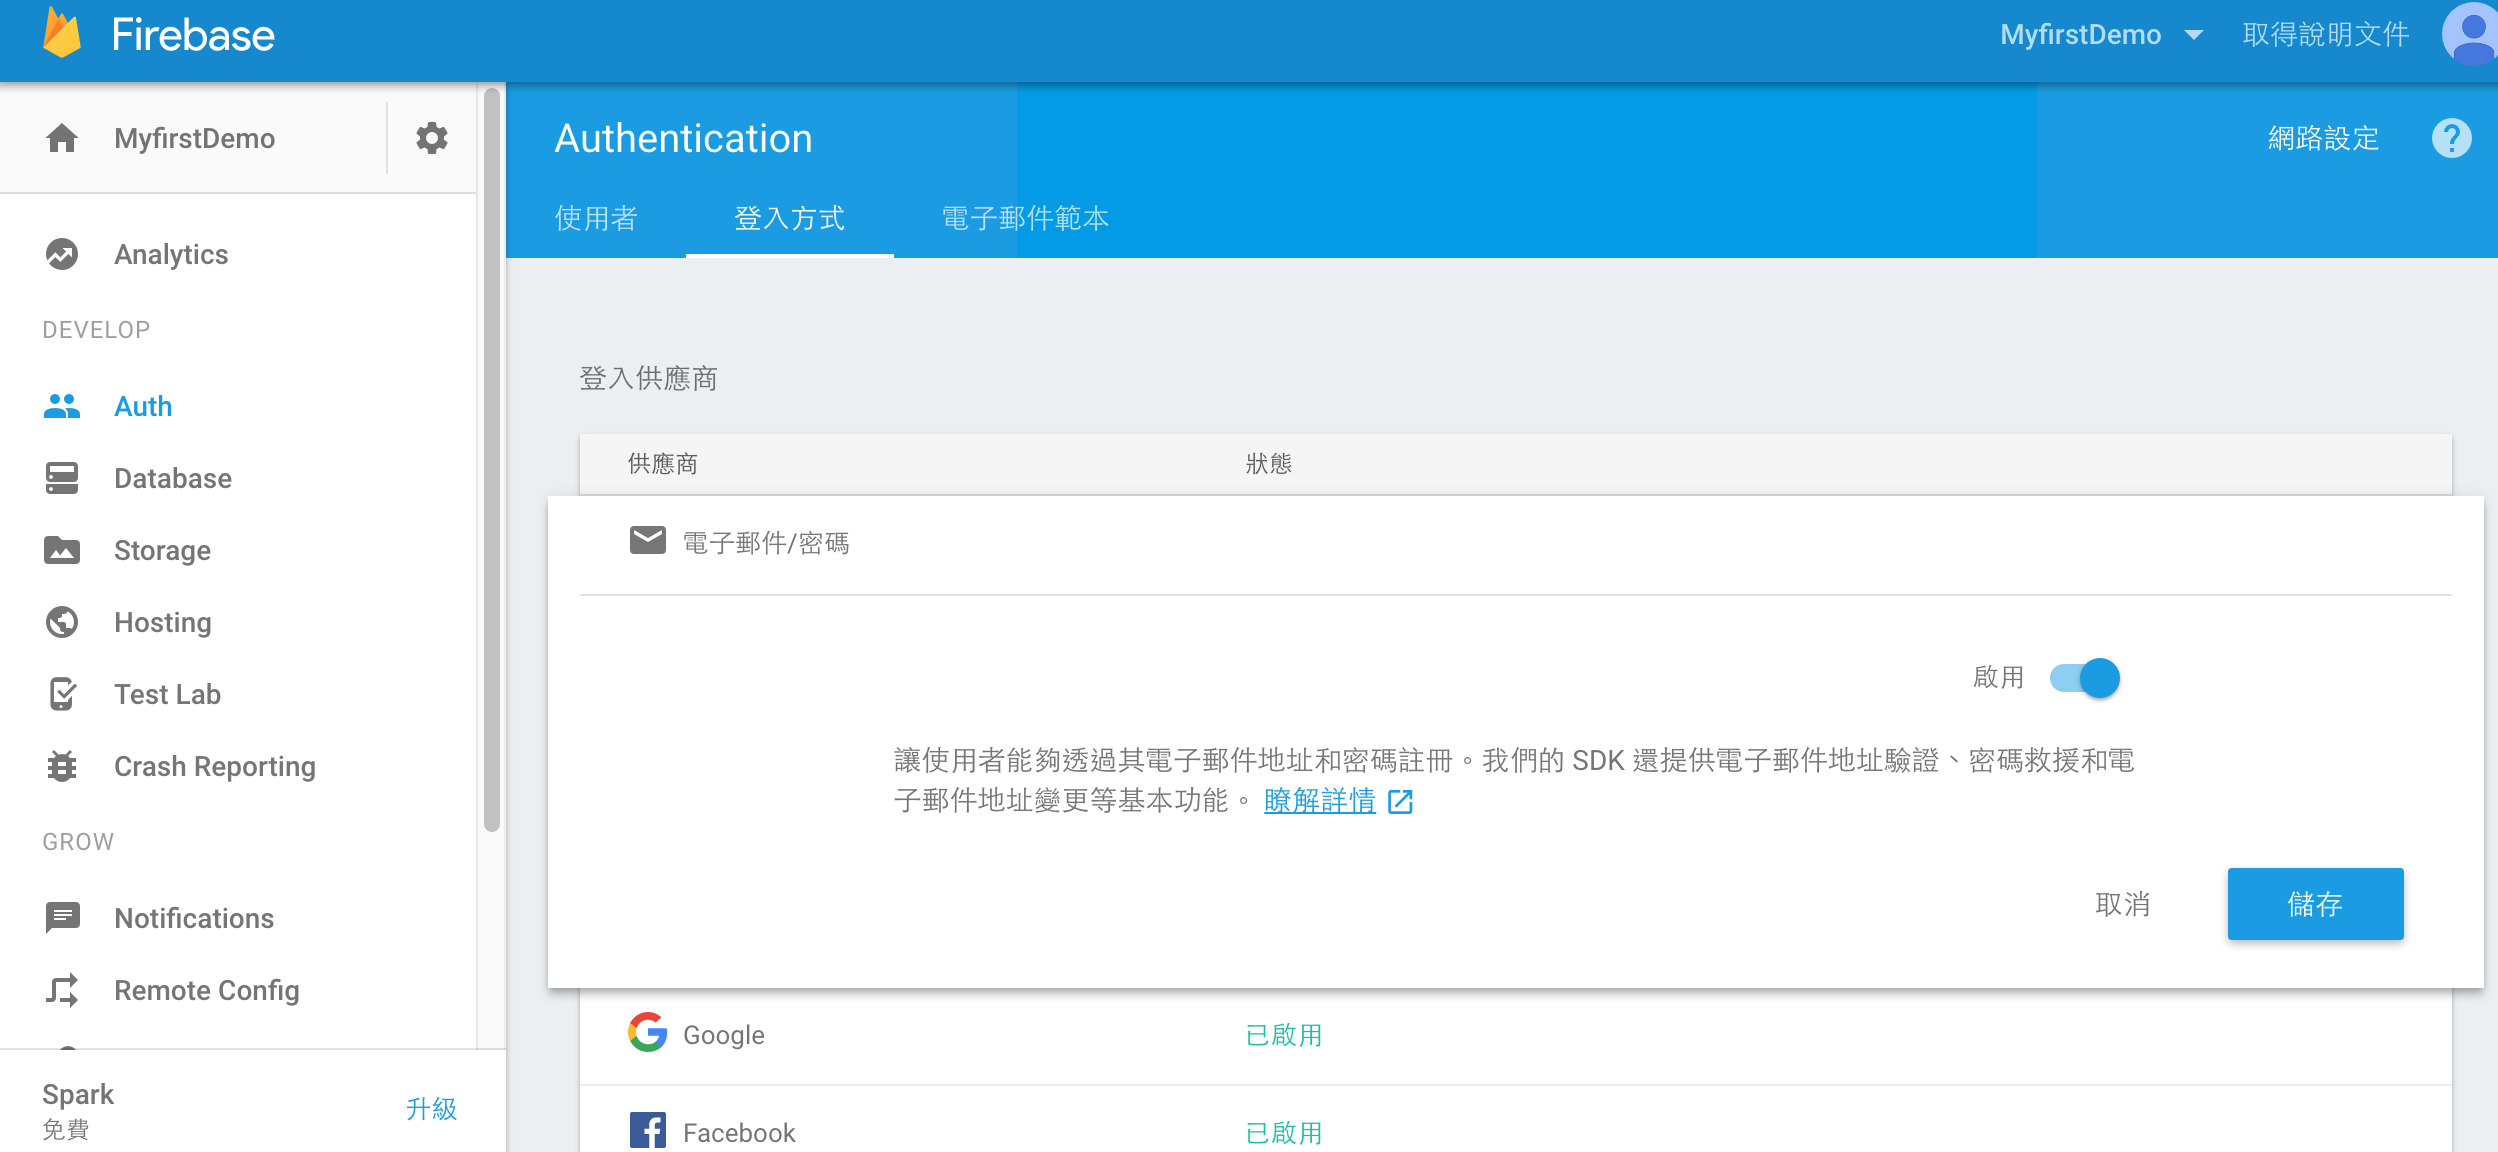 Firebase
MyfirstDemo
取得說明文件
MyfirstDemo
Analytics
DEVELOP
Auth
Database
Storage
Hosting
Test Lab
Crash Reporting
GROW
Notifications
Remote Config
Spark
免費
升級
Authentication
網路設定
?
使用者
登入方式
電子郵件範本
登入供應商
供應商
狀態
電子郵件/密碼
啟用
讓使用者能夠透過其電子郵件地址和密碼註冊。我們的 SDK 還提供電子郵件地址驗證、密碼救援和電
子郵件地址變更等基本功能。 瞭解詳情
取消
儲存
Google
已啟用
Facebook
已啟用